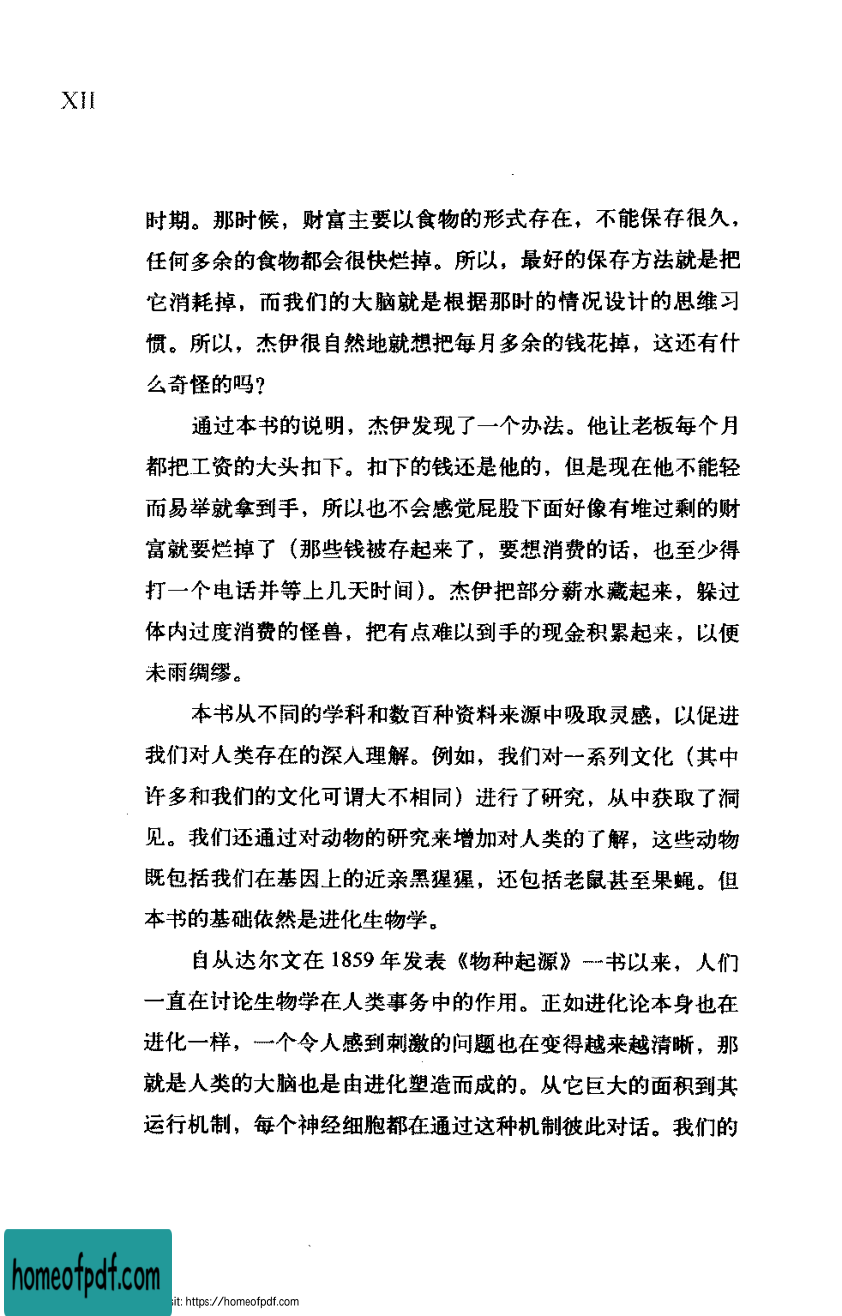 XII
时期。那时候，财富主要以食物的形式存在，不能保存很久，
任何多余的食物都会很快烂掉。所以，最好的保存方法就是把
它消耗掉，而我们的大脑就是根据那时的情况设计的思维习
惯。所以，杰伊很自然地就想把每月多余的钱花掉，这还有什
么奇怪的吗？
通过本书的说明，杰伊发现了一个办法。他让老板每个月
都把工资的大头扣下。扣下的钱还是他的，但是现在他不能轻
而易举就拿到手，所以也不会感觉屁股下面好像有堆过剩的财
富就要烂掉了（那些钱被存起来了，要想消费的话，也至少得
打一个电话并等上几天时间）。杰伊把部分薪水藏起来，躲过
体内过度消费的怪兽，把有点难以到手的现金积累起来，以便
未雨绸缪。
本书从不同的学科和数百种资料来源中吸取灵感，以促进
我们对人类存在的深入理解。例如，我们对一系列文化（其中
许多和我们的文化可谓大不相同）进行了研究，从中获取了洞
见。我们还通过对动物的研究来增加对人类的了解，这些动物
既包括我们在基因上的近亲黑猩猩，还包括老鼠甚至果蝇。但
本书的基础依然是进化生物学。
自从达尔文在 1859 年发表《物种起源》一书以来，人们
一直在讨论生物学在人类事务中的作用。正如进化论本身也在
进化一样，一个令人感到刺激的问题也在变得越来越清晰，那
就是人类的大脑也是由进化塑造而成的。从它巨大的面积到其
运行机制，每个神经细胞都在通过这种机制彼此对话。我们的
homeofpdf.com
sit: https://homeofpdf.com